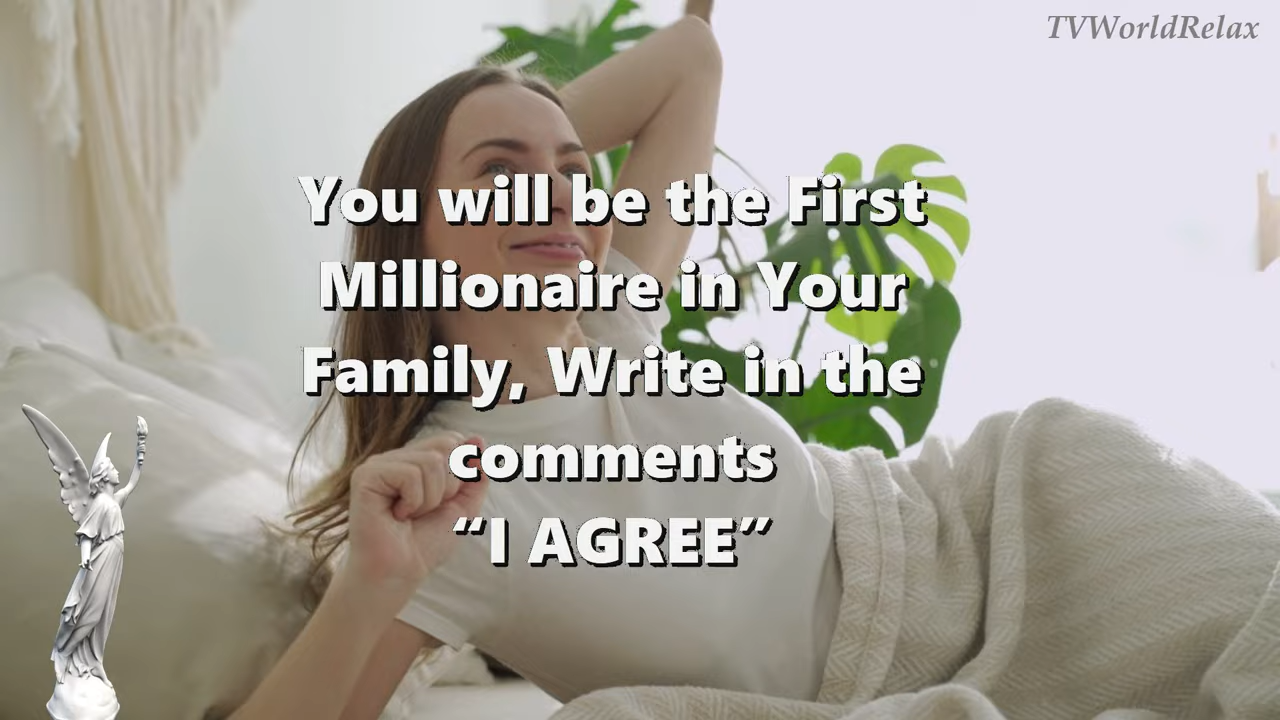 TVWorldRelax
You will be the First
Millionaire in Your
Family, Write in the
comments
“I AGREE”